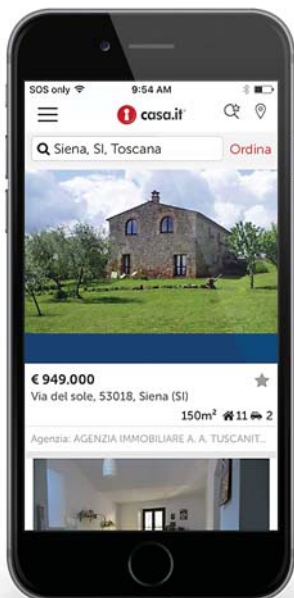 SOS only 9:54 AM
casa.it
Siena, SI, Toscana Ordina
€ 949.000
Via del sole, 53018, Siena (SI)
150m² 11 2
Agenzia: AGENZIA IMMOBILIARE A. A. TUSCANIT...